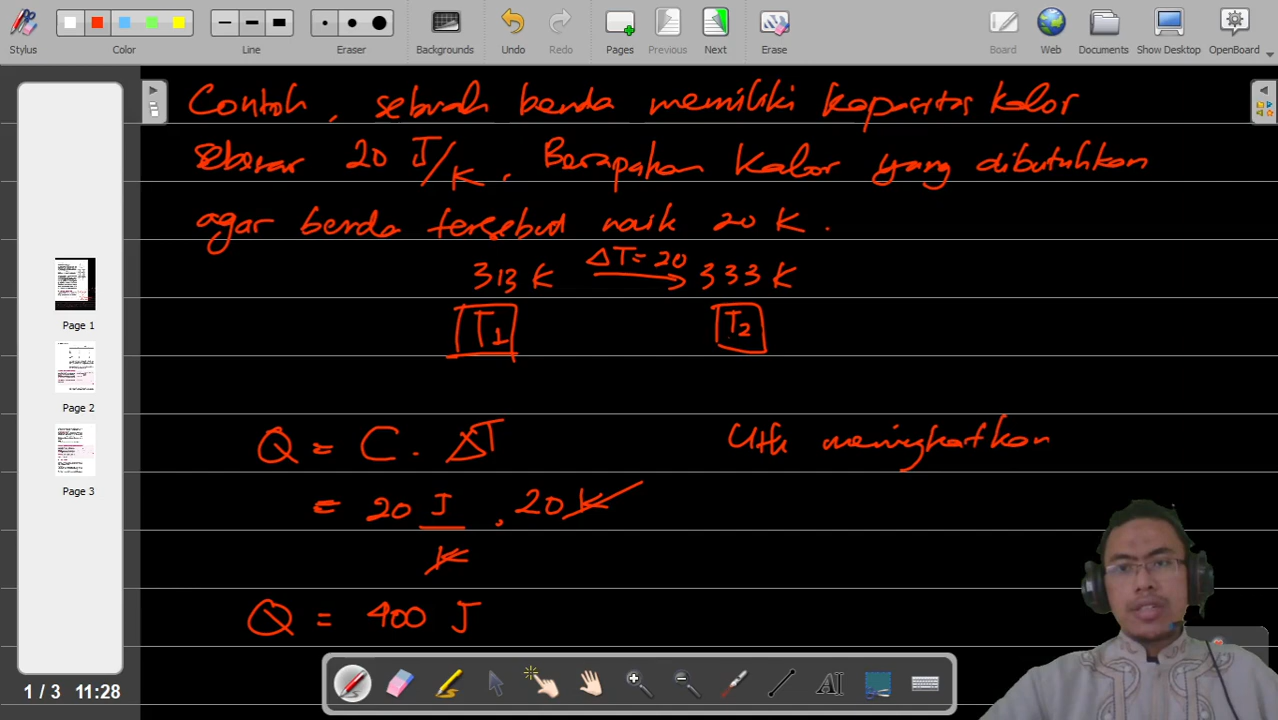 Stylus
Color
Line
Eraser
Backgrounds
Undo
Redo
Pages
Previous
Next
Erase
Board
Web
Documents
Show Desktop
OpenBoard
Contoh, sebuah benda memiliki kapasitas kalor
sebesar 20 J/K. Berapakan kalor yang dibutuhkan
agar benda tersebut naik 20 K.
313 K ΔT = 20 333 K
T1 T2
Q = C . ΔT
= 20 J/K . 20 K
Q = 400 J
Utk meningkatkan
Page 1
Page 2
Page 3
1 / 3 11:28
AI